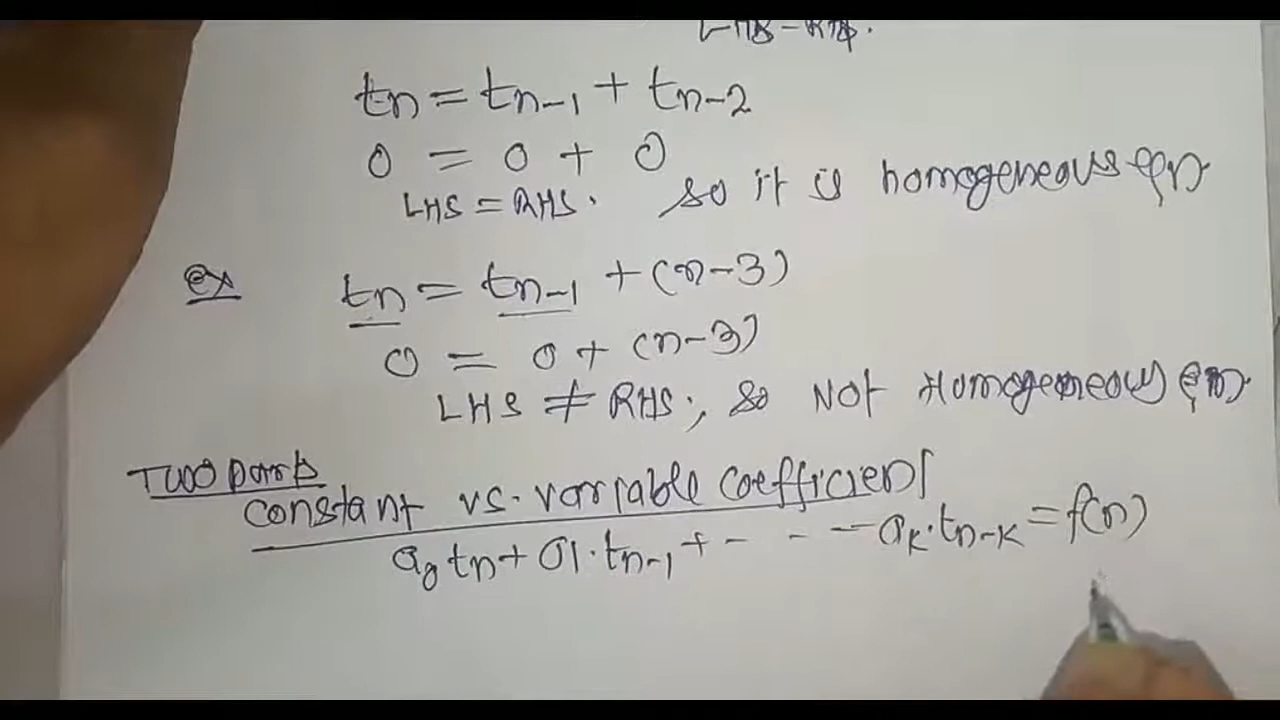 LHS = RHS.
tn = tn-1 + tn-2
0 = 0 + 0
LHS = RHS. so it is homogeneous eqn
ex tn = tn-1 + (n-3)
0 = 0 + (n-3)
LHS ≠ RHS, so Not Homogeneous eqn.
Two parts
constant vs. variable coefficient
a0 tn + a1. tn-1 + - - - - ak. tn-k = f(n)